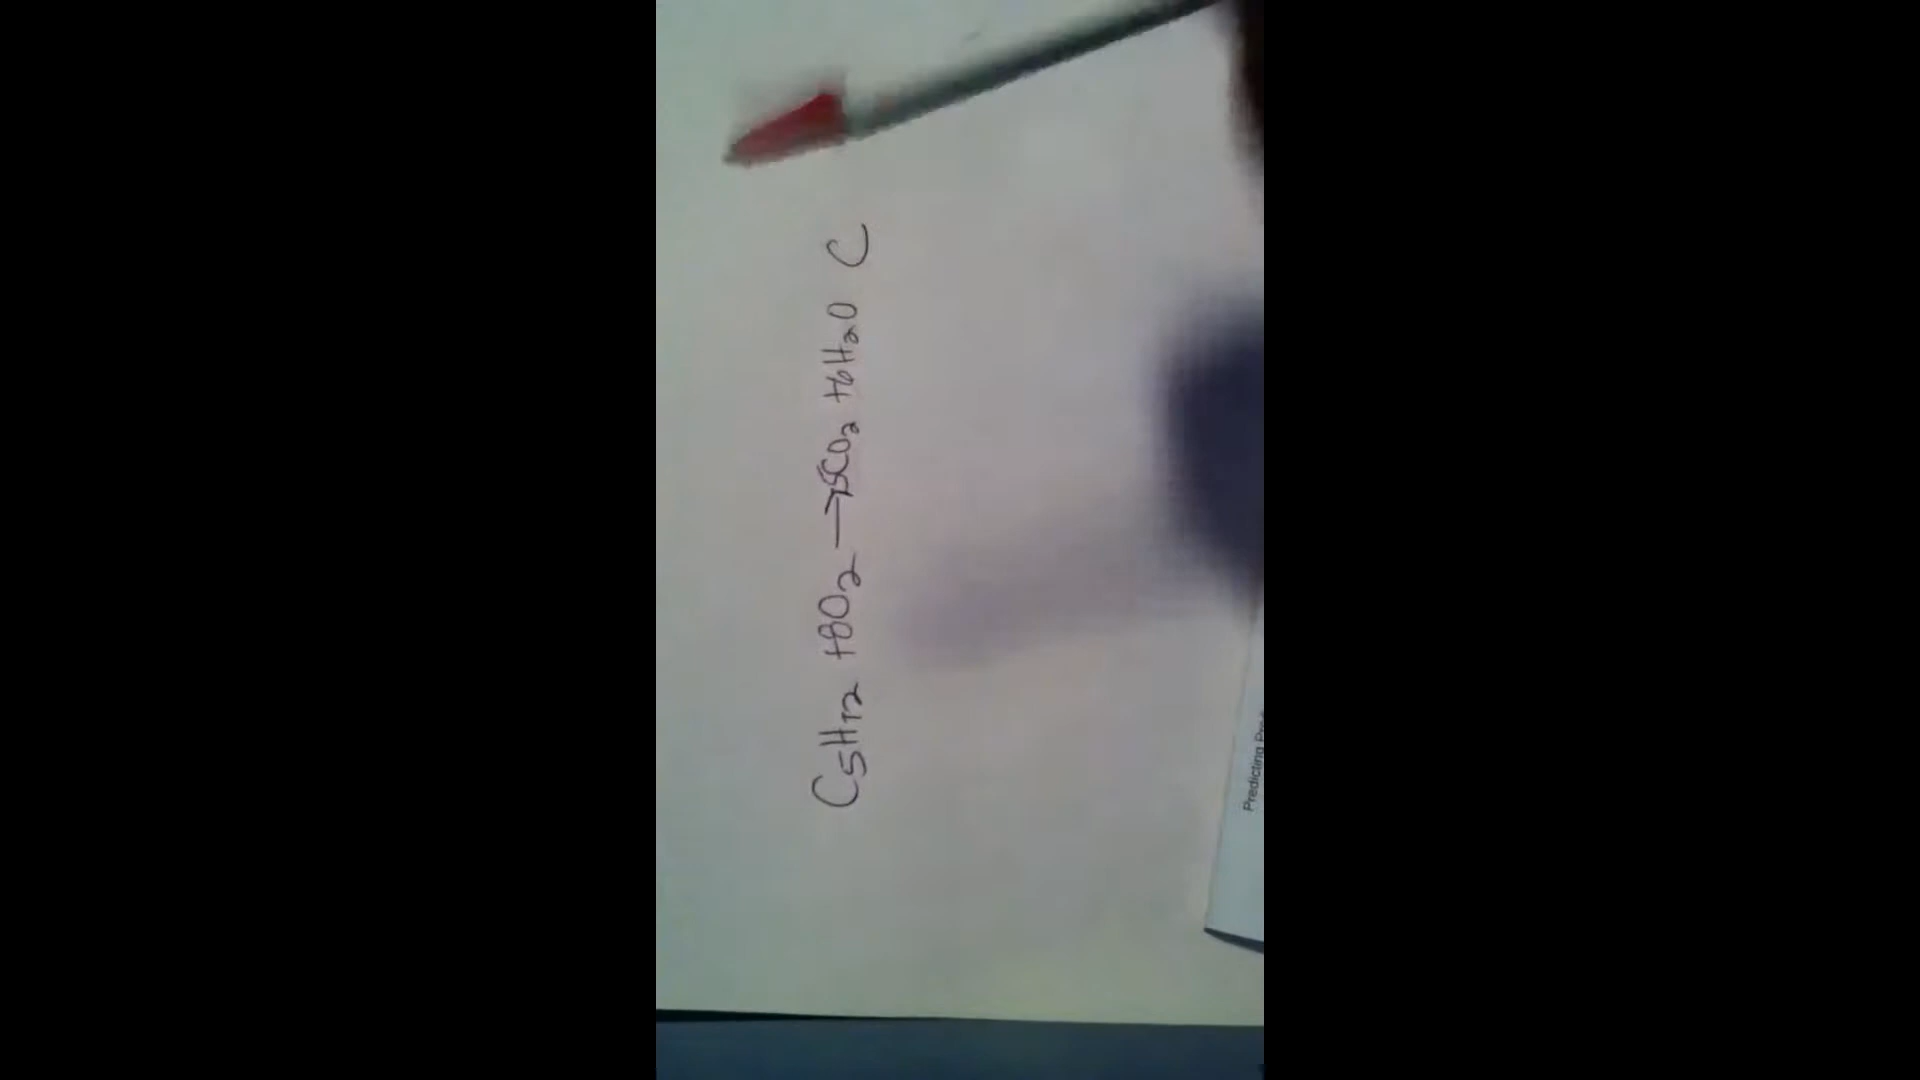 C₅H₁₂ + 8O₂ → 5CO₂ + 6H₂O C
Predicting